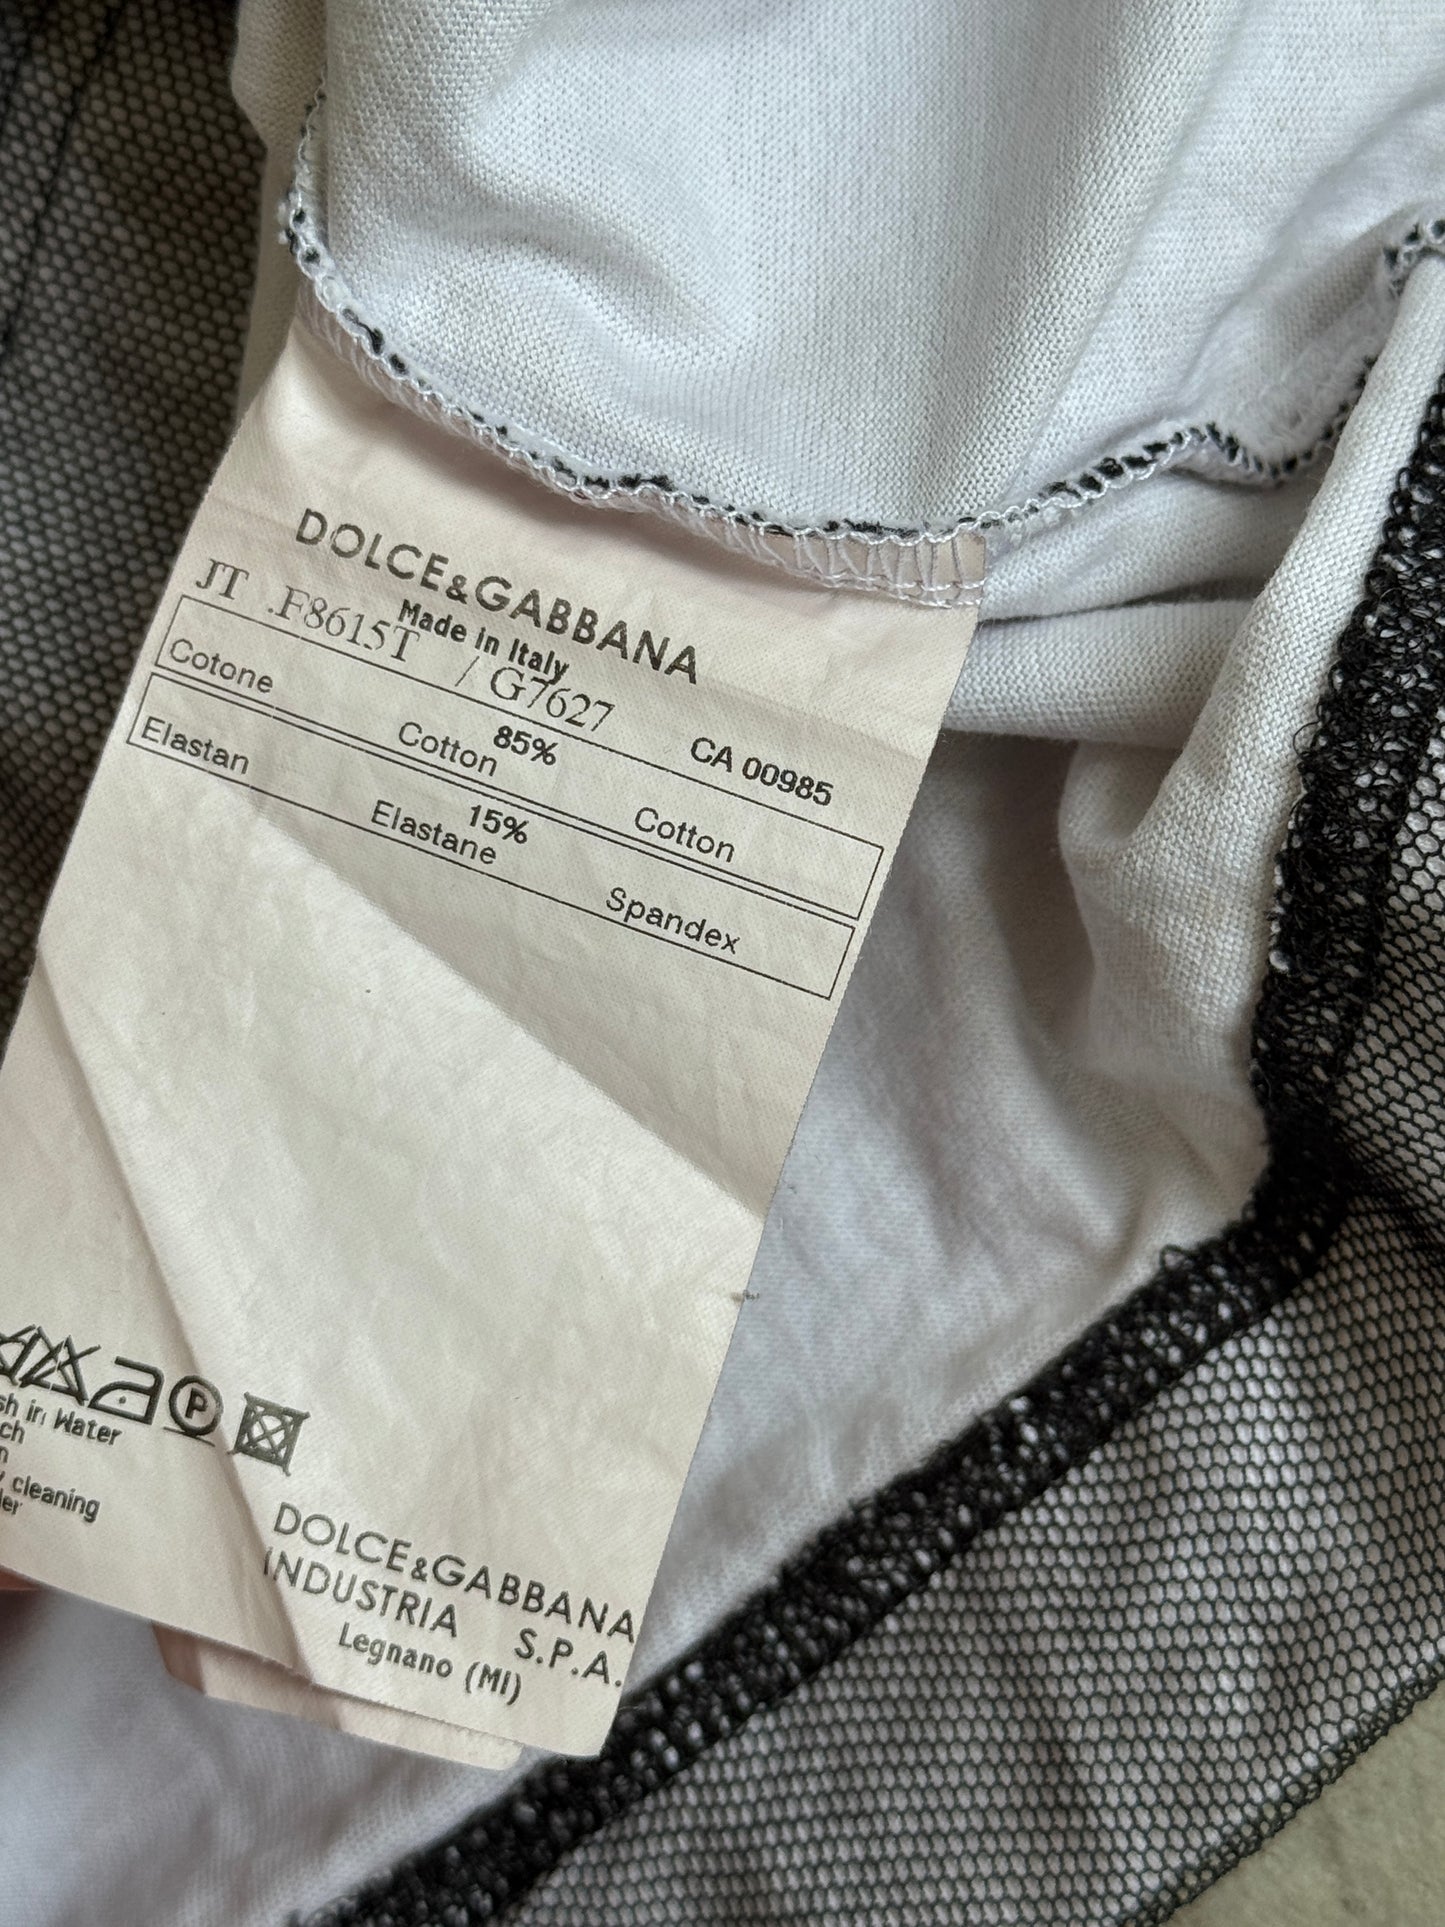 DOLCE&GABBANA
Made in Italy
JT .F8615T / G7627
CA 00985
Cotone 85% Cotton Cotton
Elastan 15% Elastane Spandex
P
in Water
cleaning
DOLCE&GABBANA
INDUSTRIA S.P.A.
Legnano (MI)